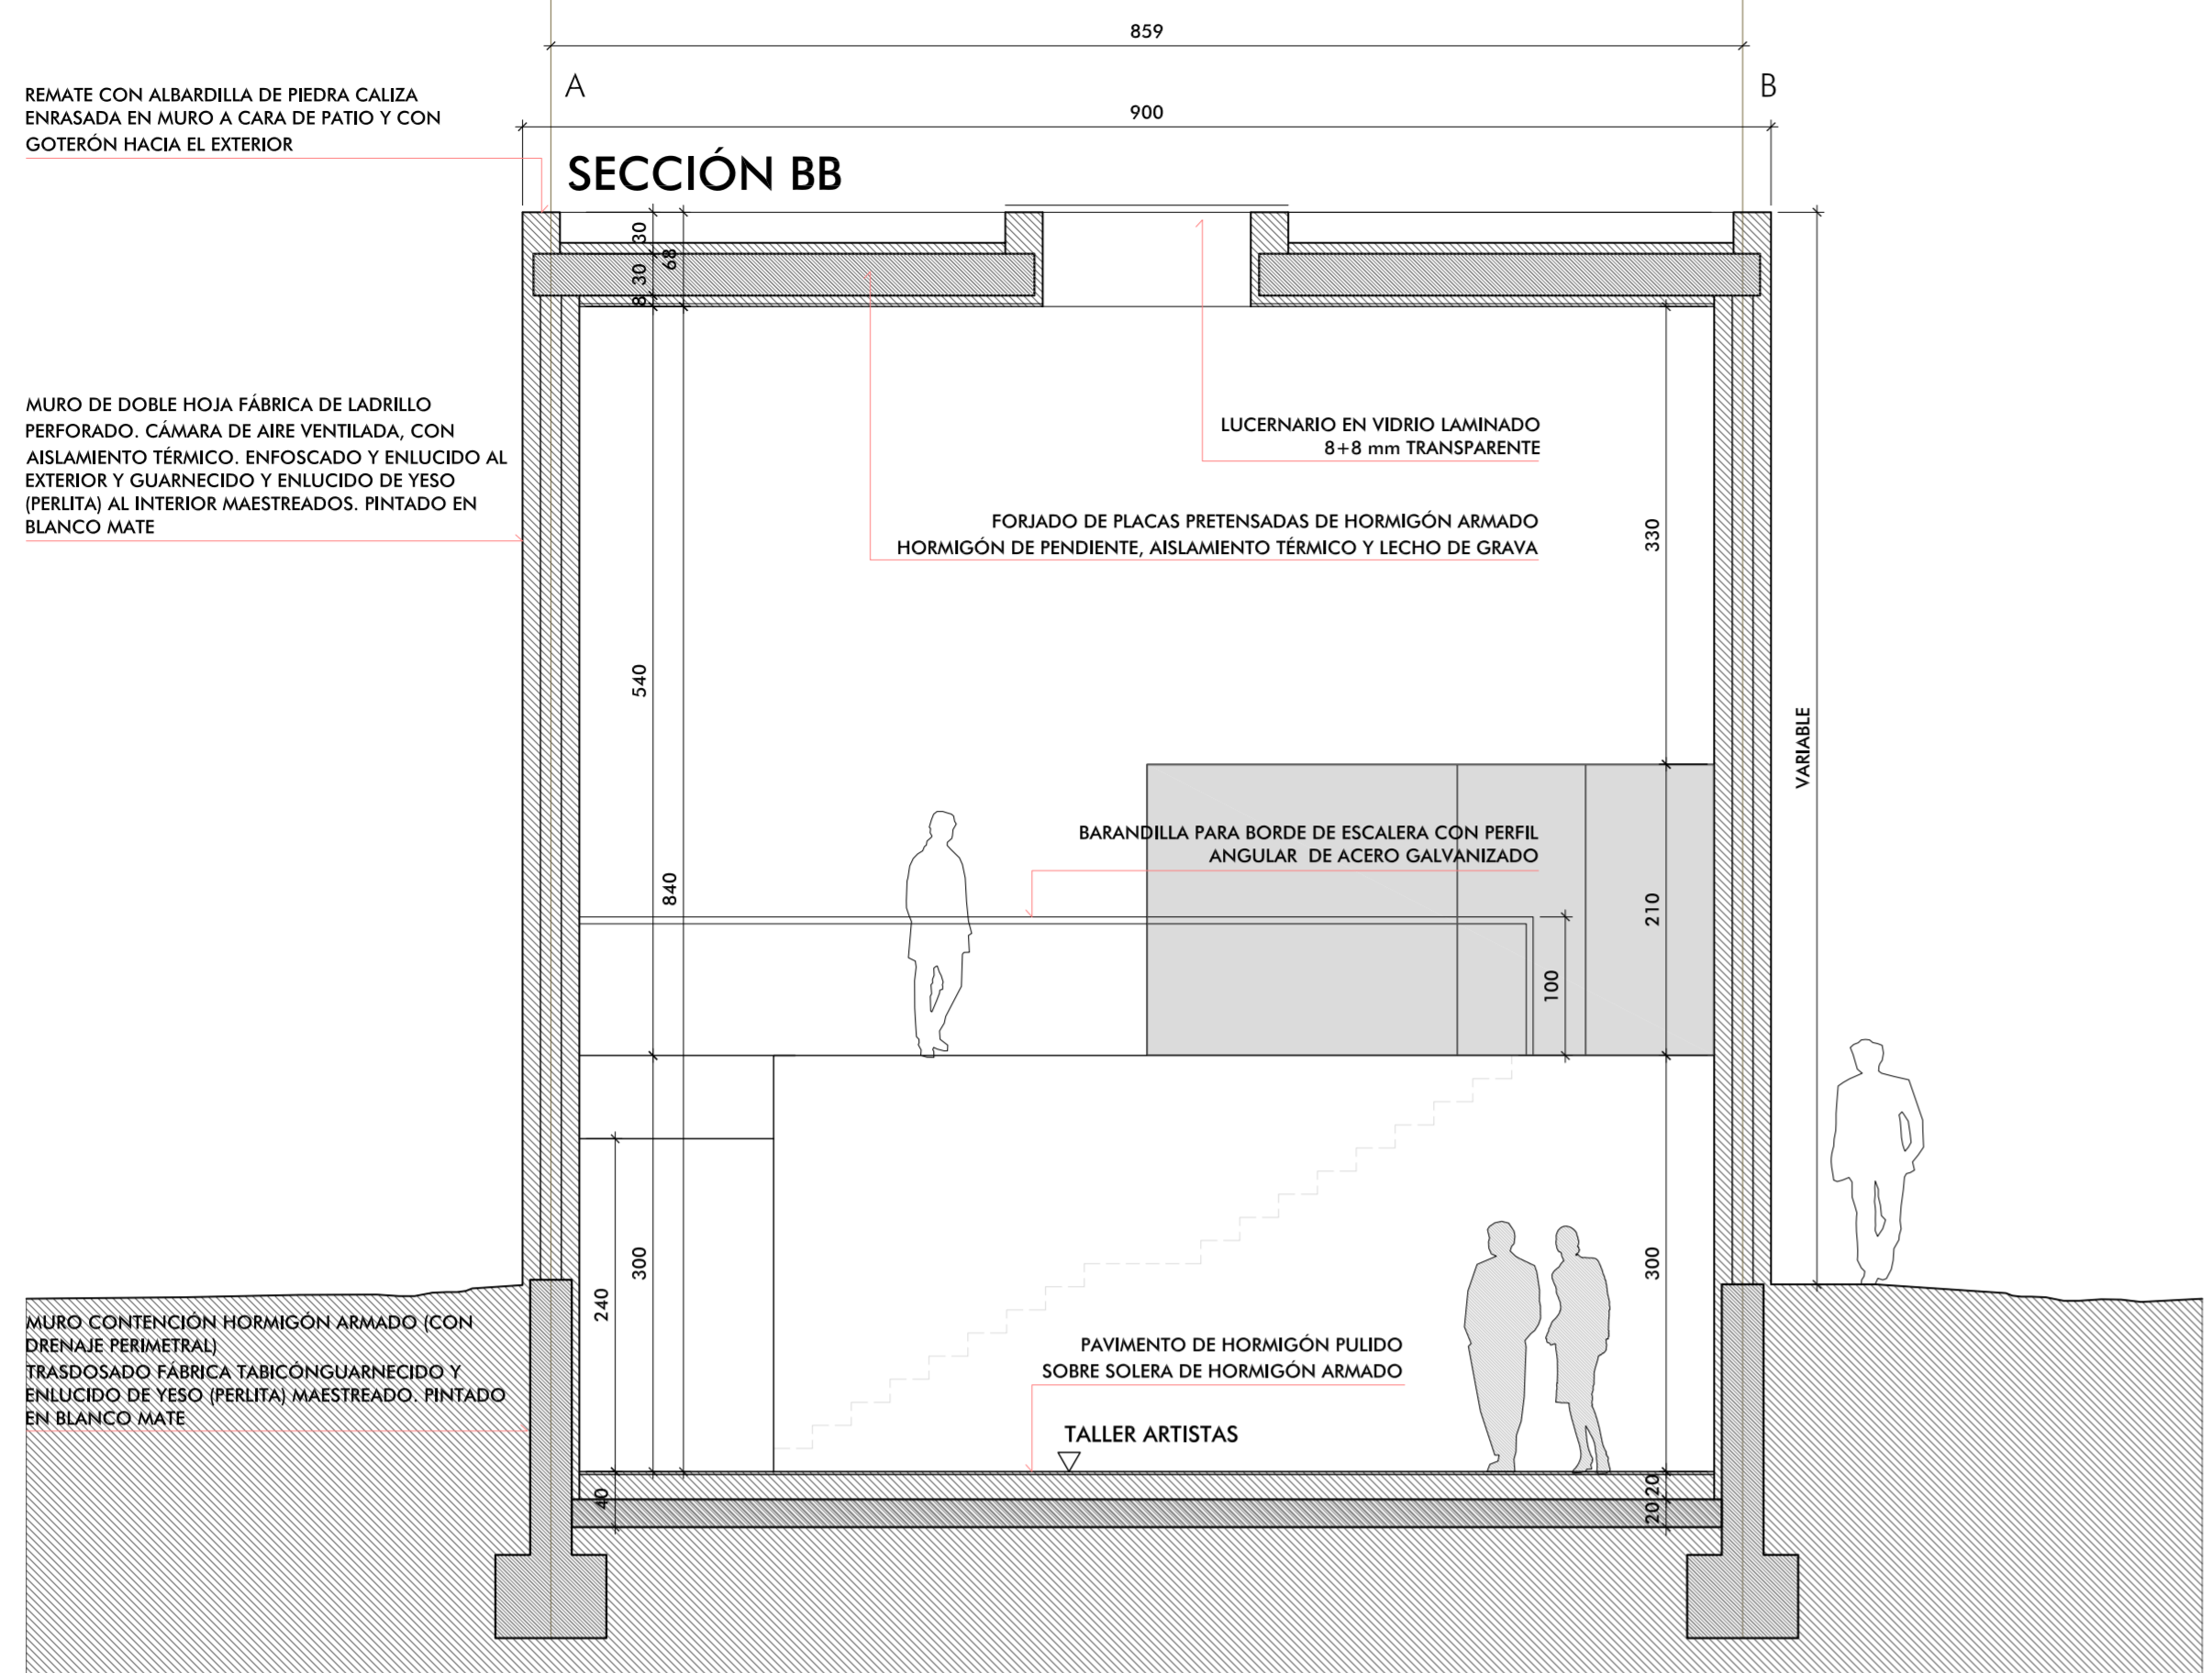 859
A
B
REMATE CON ALBARDILLA DE PIEDRA CALIZA
ENRASADA EN MURO A CARA DE PATIO Y CON
GOTERÓN HACIA EL EXTERIOR
900
SECCIÓN BB
30
68
30
8
MURO DE DOBLE HOJA FÁBRICA DE LADRILLO
PERFORADO. CÁMARA DE AIRE VENTILADA, CON
AISLAMIENTO TÉRMICO. ENFOSCADO Y ENLUCIDO AL
EXTERIOR Y GUARNECIDO Y ENLUCIDO DE YESO
(PERLITA) AL INTERIOR MAESTREADOS. PINTADO EN
BLANCO MATE
LUCERNARIO EN VIDRIO LAMINADO
8+8 mm TRANSPARENTE
FORJADO DE PLACAS PRETENSADAS DE HORMIGÓN ARMADO
HORMIGÓN DE PENDIENTE, AISLAMIENTO TÉRMICO Y LECHO DE GRAVA
330
540
VARIABLE
BARANDILLA PARA BORDE DE ESCALERA CON PERFIL
ANGULAR DE ACERO GALVANIZADO
840
210
100
300
240
300
MURO CONTENCIÓN HORMIGÓN ARMADO (CON
DRENAJE PERIMETRAL)
TRASDOSADO FÁBRICA TABICÓNGUARNECIDO Y
ENLUCIDO DE YESO (PERLITA) MAESTREADO. PINTADO
EN BLANCO MATE
PAVIMENTO DE HORMIGÓN PULIDO
SOBRE SOLERA DE HORMIGÓN ARMADO
TALLER ARTISTAS
40
20
20